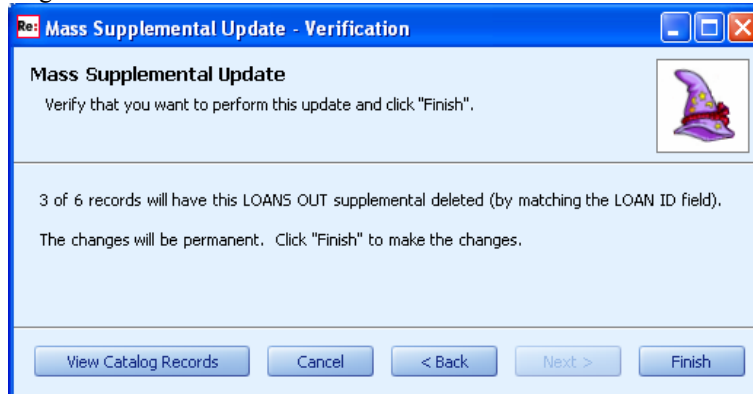 Re: Mass Supplemental Update - Verification
Mass Supplemental Update
Verify that you want to perform this update and click "Finish".
3 of 6 records will have this LOANS OUT supplemental deleted (by matching the LOAN ID field).
The changes will be permanent. Click "Finish" to make the changes.
View Catalog Records Cancel < Back Next > Finish